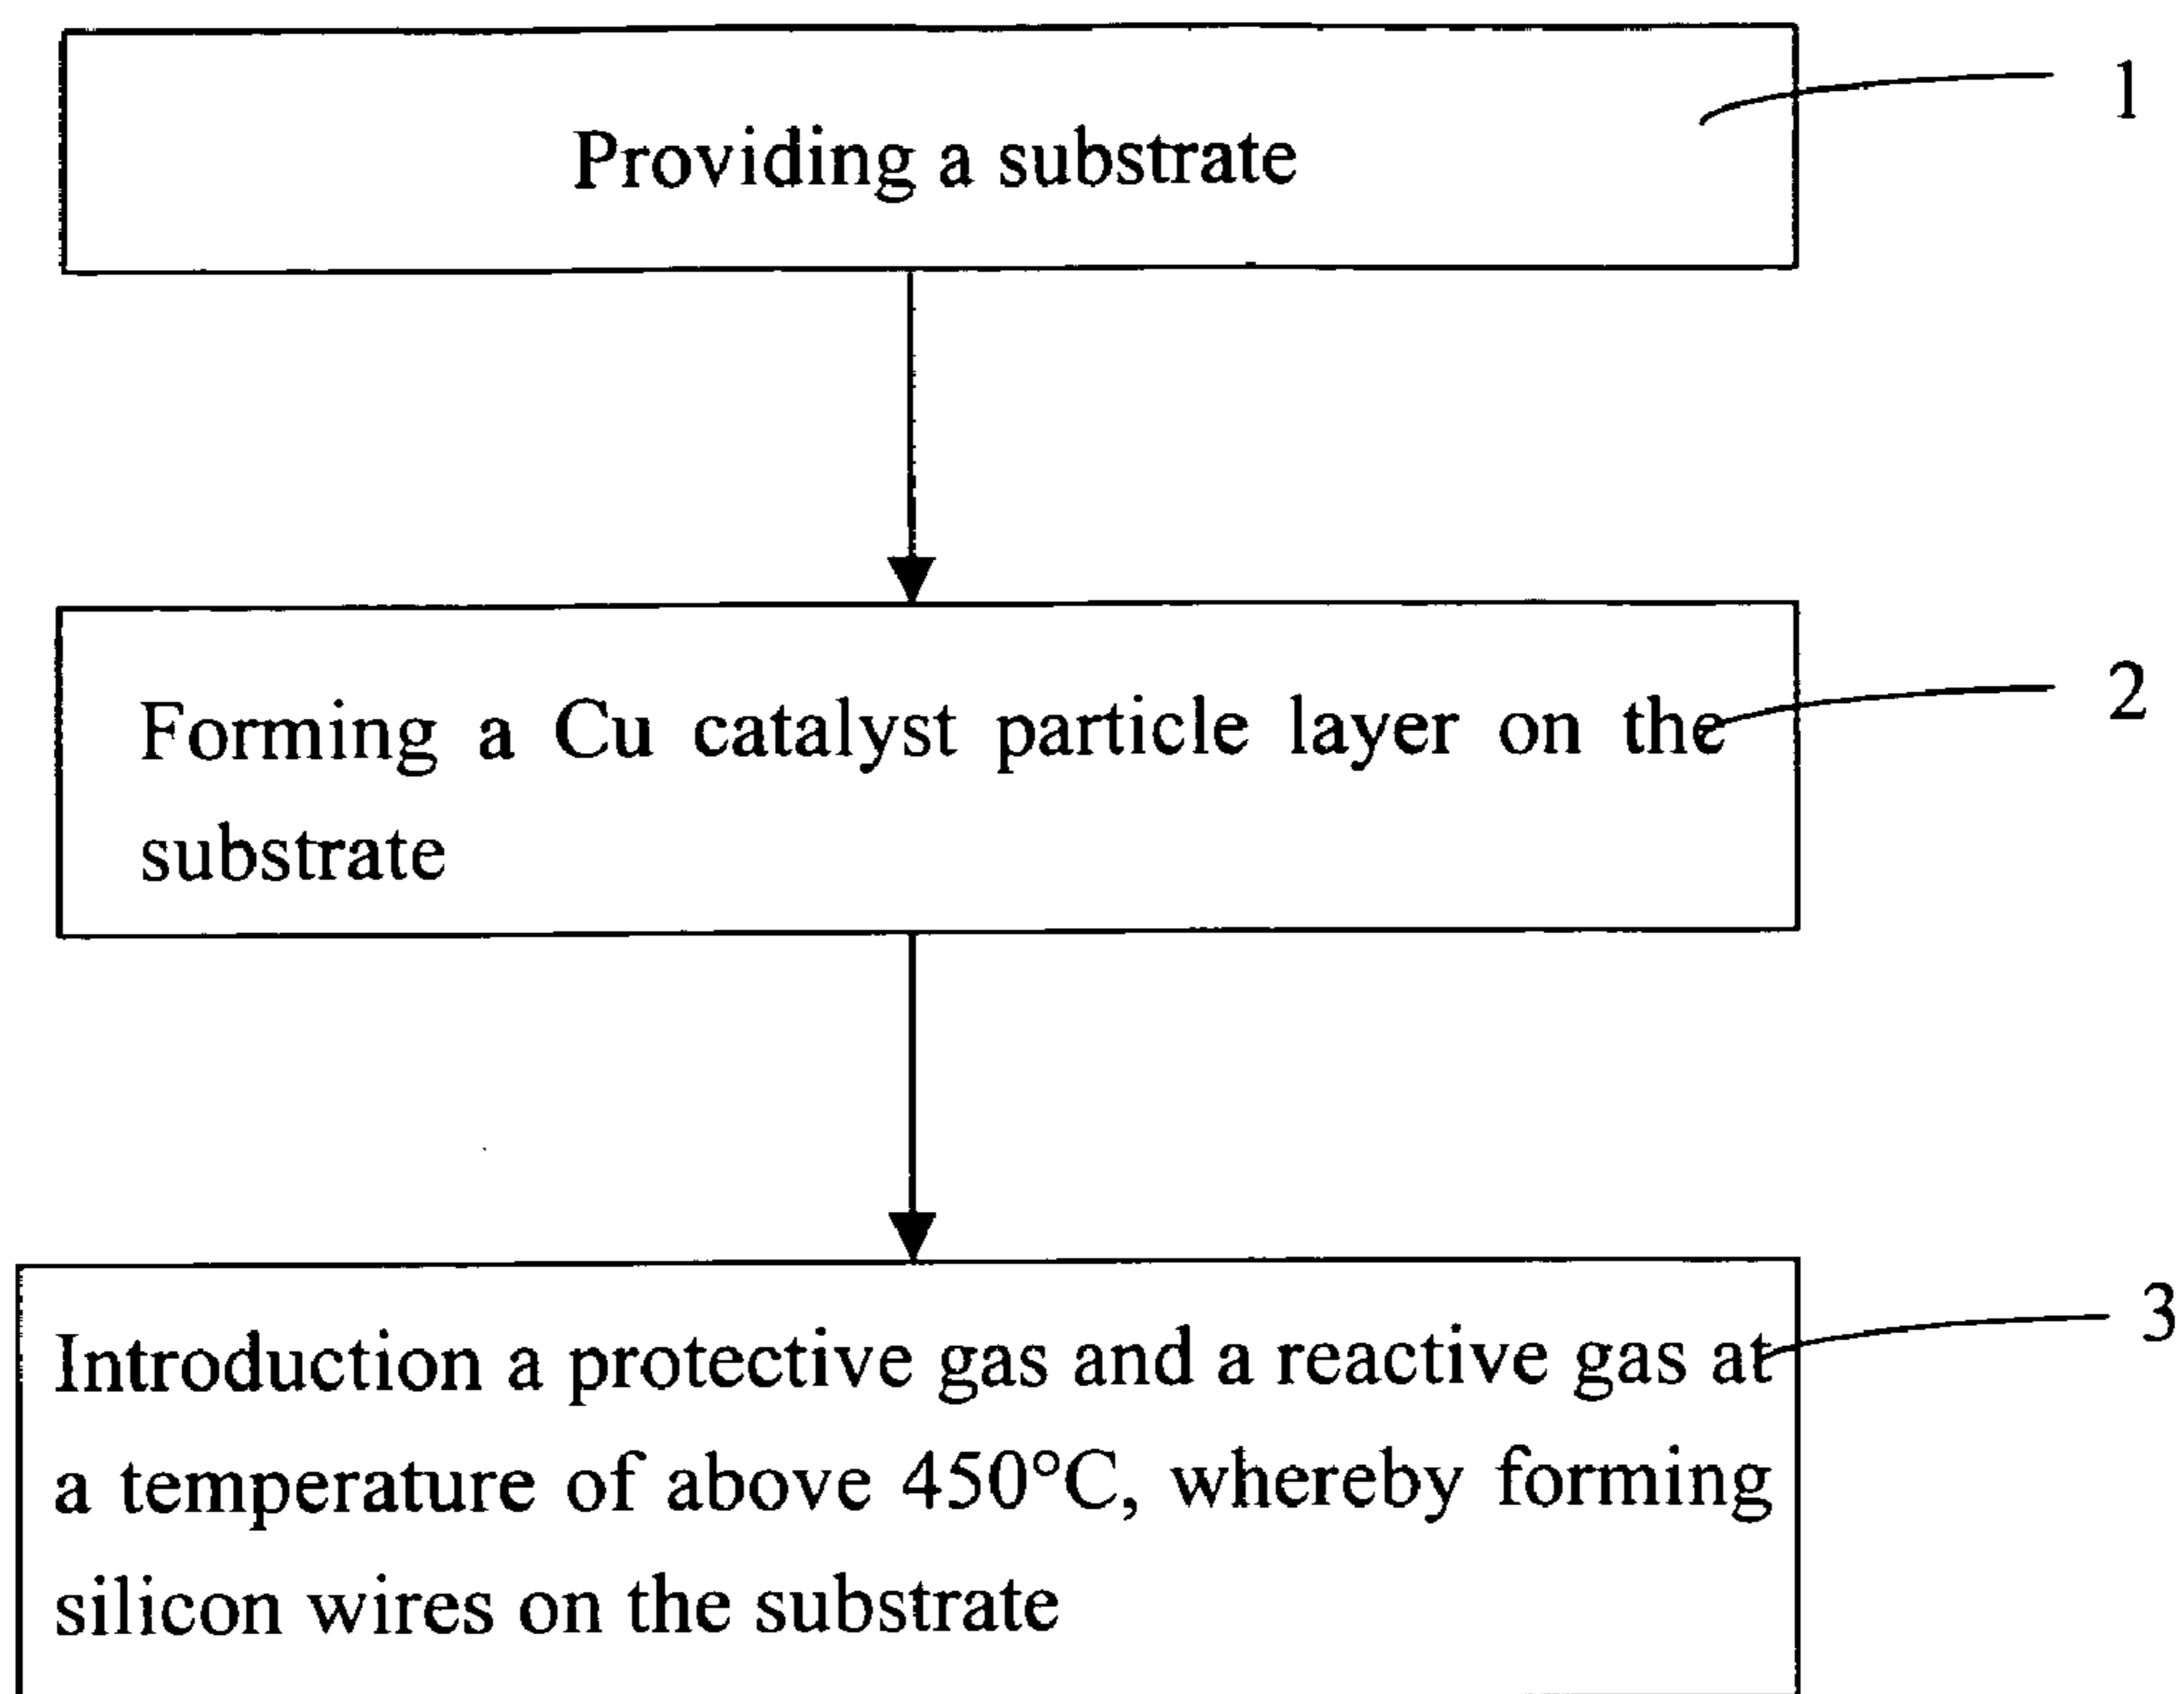 Providing a substrate
1
Forming a Cu catalyst particle layer on the
substrate
2
Introduction a protective gas and a reactive gas at
a temperature of above 450°C, whereby forming
silicon wires on the substrate
3